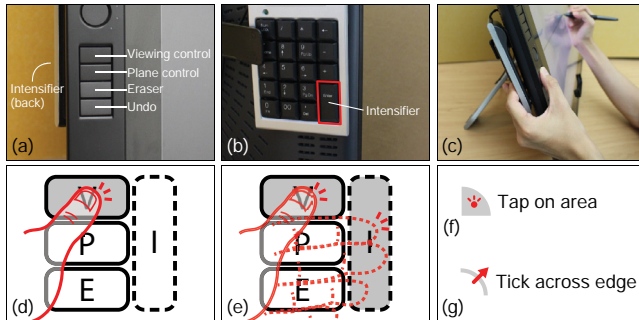 Viewing control
Plane control
Eraser
Undo
Intensifier
(back)
(a)
Intensifier
(b)
(c)
V
P
E
I
(d)
P
E
I
(e)
Tap on area
(f)
Tick across edge
(g)